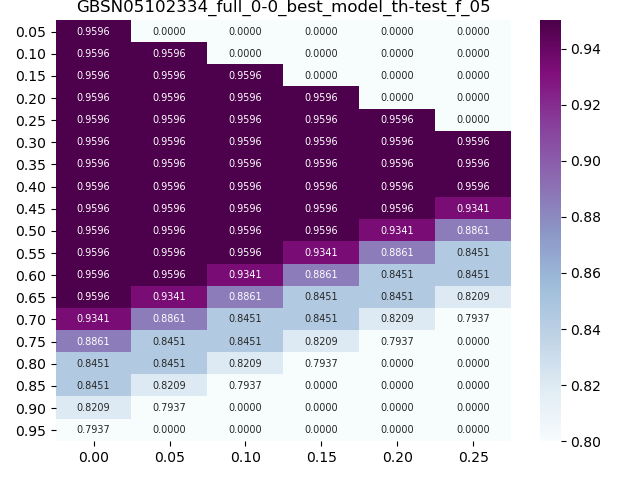 GBSN05102334_full_0-0_best_model_th-test_f_05
0.05 0.9596 0.0000 0.0000 0.0000 0.0000 0.0000
0.10 0.9596 0.9596 0.0000 0.0000 0.0000 0.0000
0.15 0.9596 0.9596 0.9596 0.0000 0.0000 0.0000
0.20 0.9596 0.9596 0.9596 0.9596 0.0000 0.0000
0.25 0.9596 0.9596 0.9596 0.9596 0.9596 0.0000
0.30 0.9596 0.9596 0.9596 0.9596 0.9596 0.9596
0.35 0.9596 0.9596 0.9596 0.9596 0.9596 0.9596
0.40 0.9596 0.9596 0.9596 0.9596 0.9596 0.9596
0.45 0.9596 0.9596 0.9596 0.9596 0.9596 0.9341
0.50 0.9596 0.9596 0.9596 0.9596 0.9341 0.8861
0.55 0.9596 0.9596 0.9596 0.9341 0.8861 0.8451
0.60 0.9596 0.9596 0.9341 0.8861 0.8451 0.8451
0.65 0.9596 0.9341 0.8861 0.8451 0.8451 0.8209
0.70 0.9341 0.8861 0.8451 0.8451 0.8209 0.7937
0.75 0.8861 0.8451 0.8451 0.8209 0.7937 0.0000
0.80 0.8451 0.8451 0.8209 0.7937 0.0000 0.0000
0.85 0.8451 0.8209 0.7937 0.0000 0.0000 0.0000
0.90 0.8209 0.7937 0.0000 0.0000 0.0000 0.0000
0.95 0.7937 0.0000 0.0000 0.0000 0.0000 0.0000
0.00 0.05 0.10 0.15 0.20 0.25
0.94
0.92
0.90
0.88
0.86
0.84
0.82
0.80